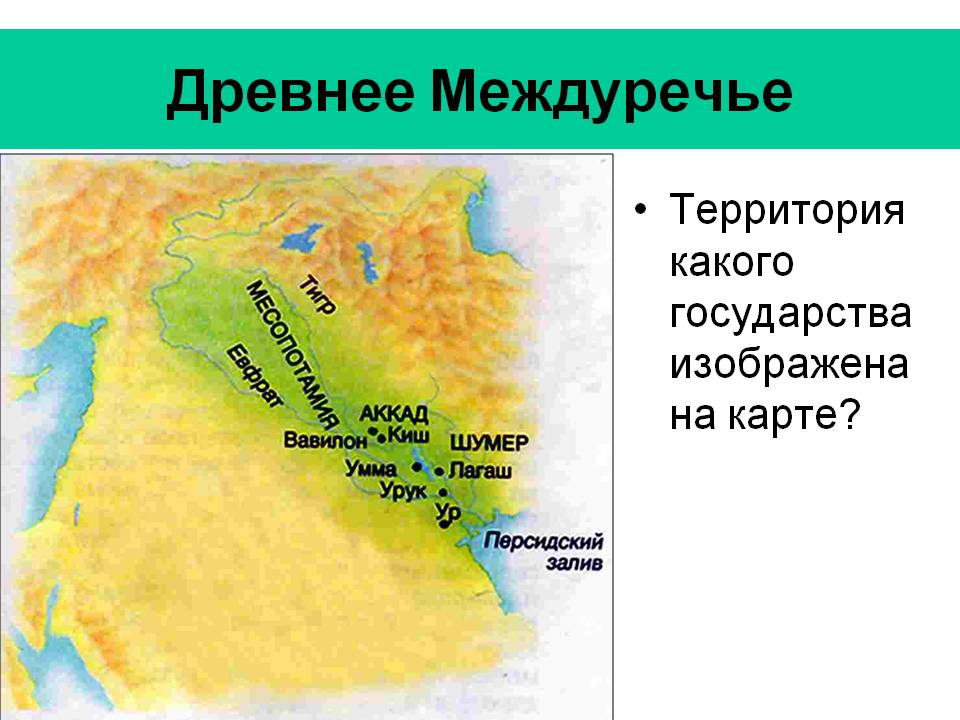 Древнее Междуречье
• Территория
какого
государства
изображена
на карте?
Тигр
МЕСОПОТАМИЯ
Евфрат
АККАД
Вавилон Киш
ШУМЕР
Умма Лагаш
Урук
Ур
Персидский
залив